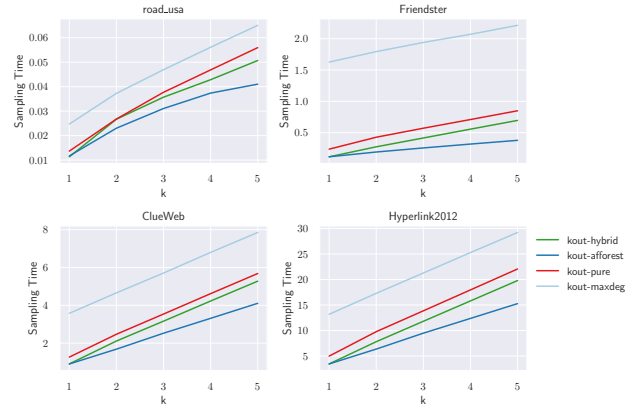 road_usa
0.06
0.05
0.04
0.03
0.02
0.01
Sampling Time
1 2 3 4 5
k
Friendster
2.0
1.5
1.0
0.5
Sampling Time
1 2 3 4 5
k
ClueWeb
8
6
4
2
Sampling Time
1 2 3 4 5
k
Hyperlink2012
30
25
20
15
10
5
Sampling Time
1 2 3 4 5
k
kout-hybrid
kout-afforest
kout-pure
kout-maxdeg